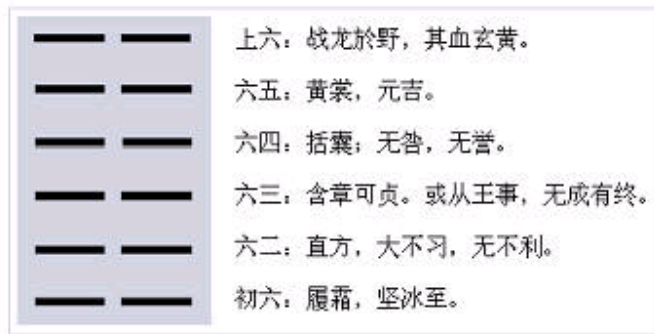 上六：战龙於野，其血玄黄。
六五：黄裳，元吉。
六四：括囊；无咎，无誉。
六三：含章可贞。或从王事，无成有终。
六二：直方，大不习，无不利。
初六：履霜，坚冰至。